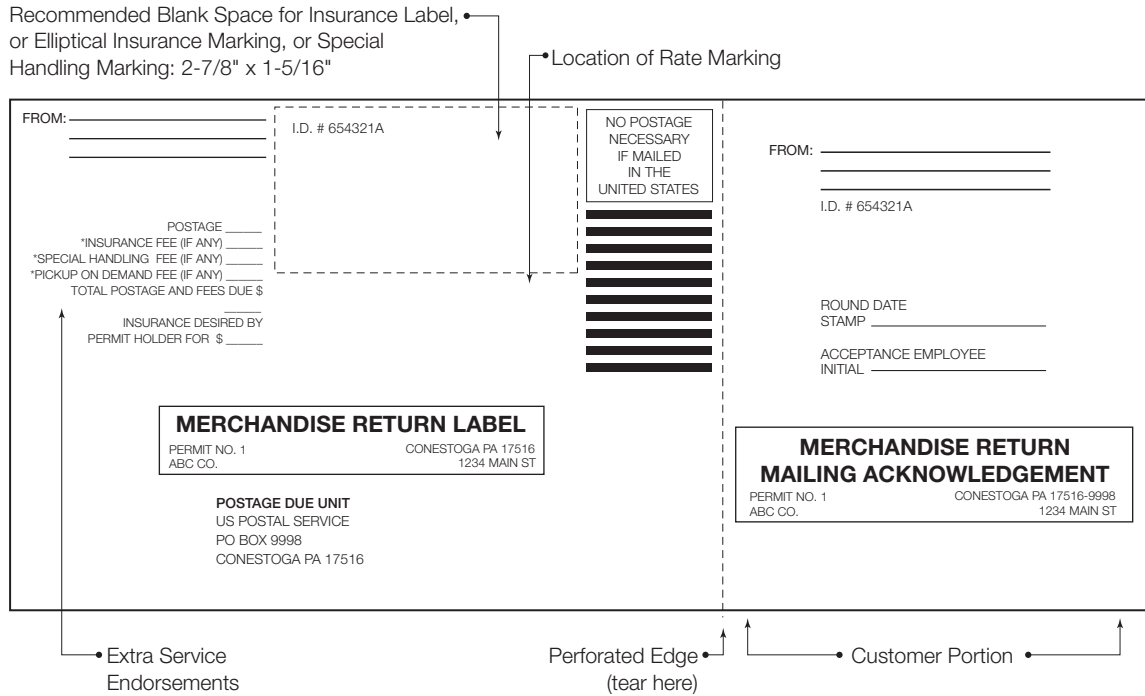 Recommended Blank Space for Insurance Label,
or Elliptical Insurance Marking, or Special
Handling Marking: 2-7/8" x 1-5/16"
Location of Rate Marking
FROM:
I.D. # 654321A
NO POSTAGE
NECESSARY
IF MAILED
IN THE
UNITED STATES
POSTAGE ______
*INSURANCE FEE (IF ANY) ______
*SPECIAL HANDLING FEE (IF ANY) ______
*PICKUP ON DEMAND FEE (IF ANY) ______
TOTAL POSTAGE AND FEES DUE $
______
INSURANCE DESIRED BY
PERMIT HOLDER FOR $ ______
MERCHANDISE RETURN LABEL
PERMIT NO. 1 CONESTOGA PA 17516
ABC CO. 1234 MAIN ST
POSTAGE DUE UNIT
US POSTAL SERVICE
PO BOX 9998
CONESTOGA PA 17516
FROM:
I.D. # 654321A
ROUND DATE
STAMP
ACCEPTANCE EMPLOYEE
INITIAL
MERCHANDISE RETURN
MAILING ACKNOWLEDGEMENT
PERMIT NO. 1 CONESTOGA PA 17516-9998
ABC CO. 1234 MAIN ST
Extra Service
Endorsements
Perforated Edge
(tear here)
Customer Portion